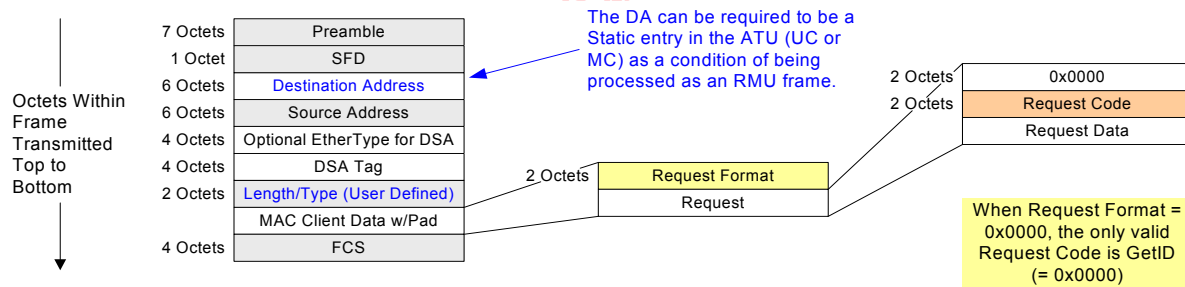 The DA can be required to be a
Static entry in the ATU (UC or
MC) as a condition of being
processed as an RMU frame.
Octets Within
Frame
Transmitted
Top to
Bottom
7 Octets Preamble
1 Octet SFD
6 Octets Destination Address
6 Octets Source Address
4 Octets Optional EtherType for DSA
4 Octets DSA Tag
2 Octets Length/Type (User Defined)
MAC Client Data w/Pad
4 Octets FCS
2 Octets Request Format
Request
2 Octets 0x0000
2 Octets Request Code
Request Data
When Request Format =
0x0000, the only valid
Request Code is GetID
(= 0x0000)